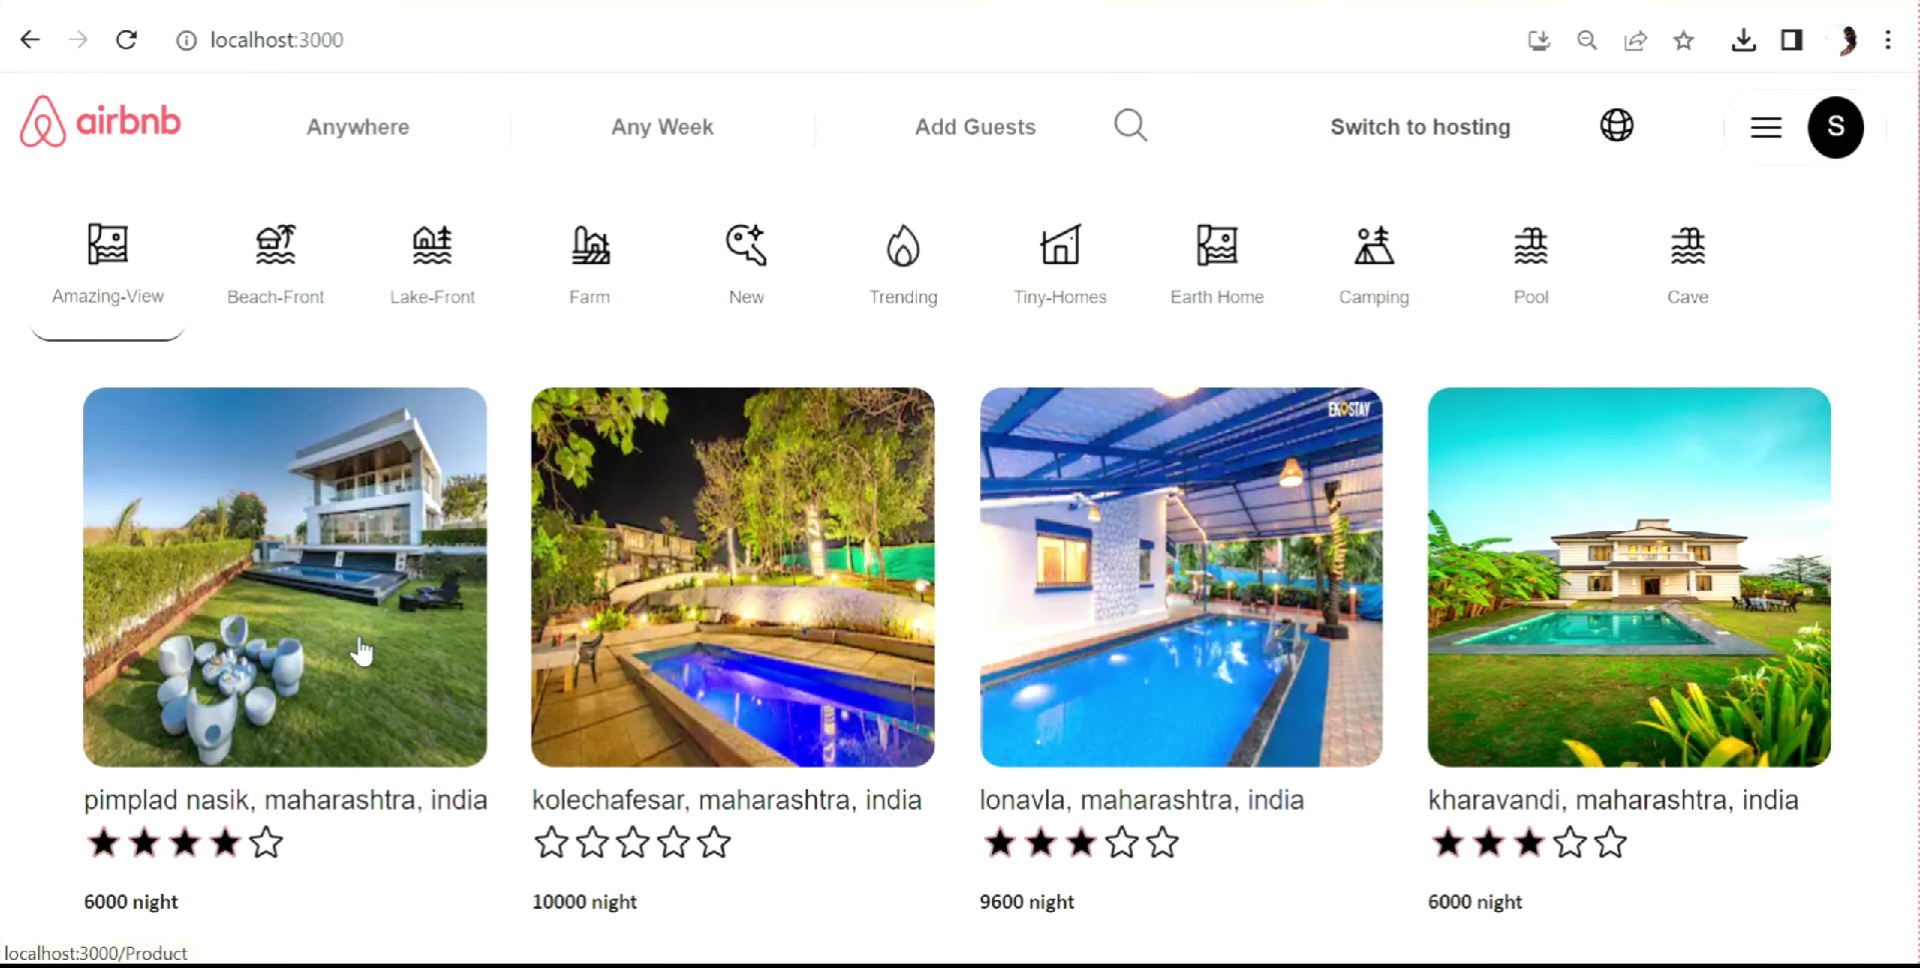 localhost:3000
airbnb
Anywhere
Any Week
Add Guests
Switch to hosting
S
Amazing-View
Beach-Front
Lake-Front
Farm
New
Trending
Tiny-Homes
Earth Home
Camping
Pool
Cave
EKOSTAY
pimplad nasik, maharashtra, india
kolechafesar, maharashtra, india
lonavla, maharashtra, india
kharavandi, maharashtra, india
6000 night
10000 night
9600 night
6000 night
localhost:3000/Product